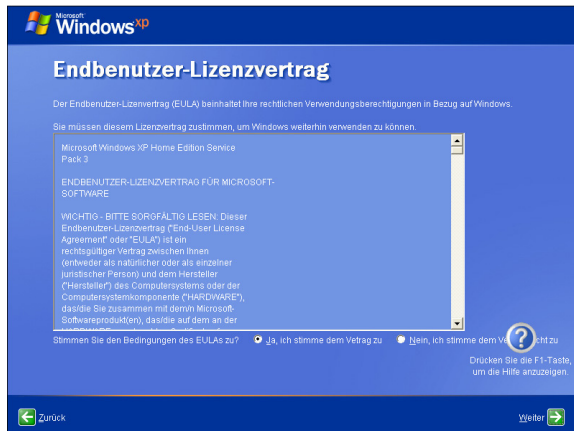 Microsoft
Windows xp
Endbenutzer-Lizenzvertrag
Der Endbenutzer-Lizenvertrag (EULA) beinhaltet Ihre rechtlichen Verwendungsberechtigungen in Bezug auf Windows.
Sie müssen diesem Lizenzvertrag zustimmen, um Windows weiterhin verwenden zu können.
Microsoft Windows XP Home Edition Service
Pack 3
ENDBENUTZER-LIZENZVERTRAG FÜR MICROSOFT-
SOFTWARE
WICHTIG - BITTE SORGFÄLTIG LESEN: Dieser
Endbenutzer-Lizenzvertrag ("End-User License
Agreement" oder "EULA") ist ein
rechtsgültiger Vertrag zwischen Ihnen
(entweder als natürlicher oder als einzelner
juristischer Person) und dem Hersteller
("Hersteller") des Computersystems oder der
Computersystemkomponente ("HARDWARE"),
das/die Sie zusammen mit dem/n Microsoft-
Softwareprodukt(en), das/die auf dem an der
Stimmen Sie den Bedingungen des EULAs zu? Ja, ich stimme dem Vetrag zu Nein, ich stimme dem zu
Drücken Sie die F1-Taste,
um die Hilfe anzuzeigen.
Zurück Weiter